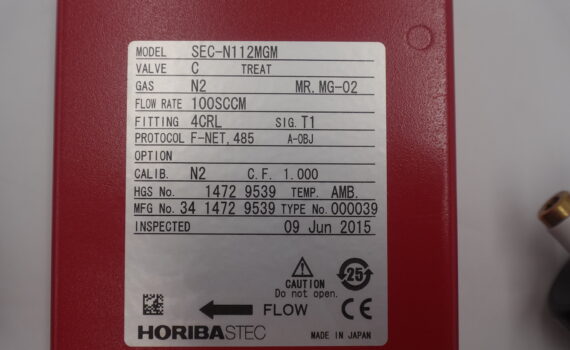 MODEL SEC-N112MGM
VALVE C TREAT
GAS N2 MR. MG-02
FLOW RATE 100SCCM
FITTING 4CRL SIG. T1
PROTOCOL F-NET, 485 A-OBJ
OPTION
CALIB. N2 C.F. 1.000
HGS No. 1472 9539 TEMP. AMB.
MFG No. 34 1472 9539 TYPE No. 000039
INSPECTED 09 Jun 2015
CAUTION
Do not open.
25
FLOW CE
HORIBASTEC MADE IN JAPAN